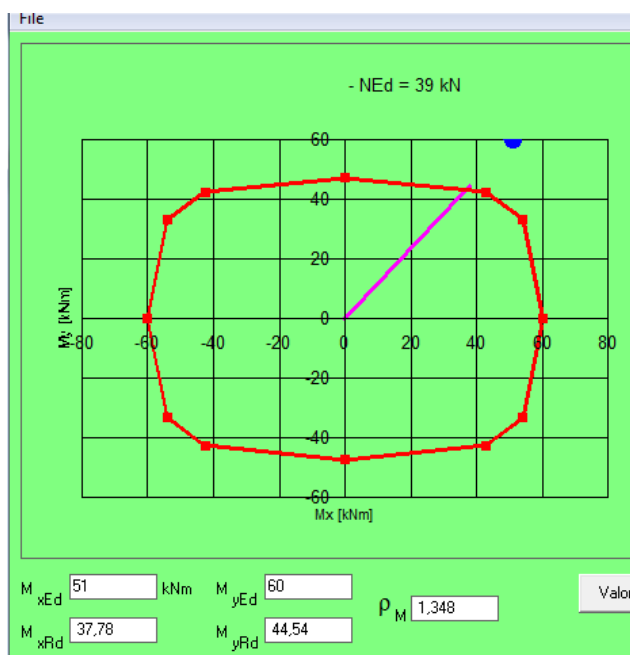 File
- NEd = 39 kN
60
40
20
0
-20
-40
-60
-80 -60 -40 -20 0 20 40 60 80
My [kNm]
Mx [kNm]
M xEd 51 kNm M yEd 60
ρ M 1,348
Valor
M xRd 37,78 M yRd 44,54